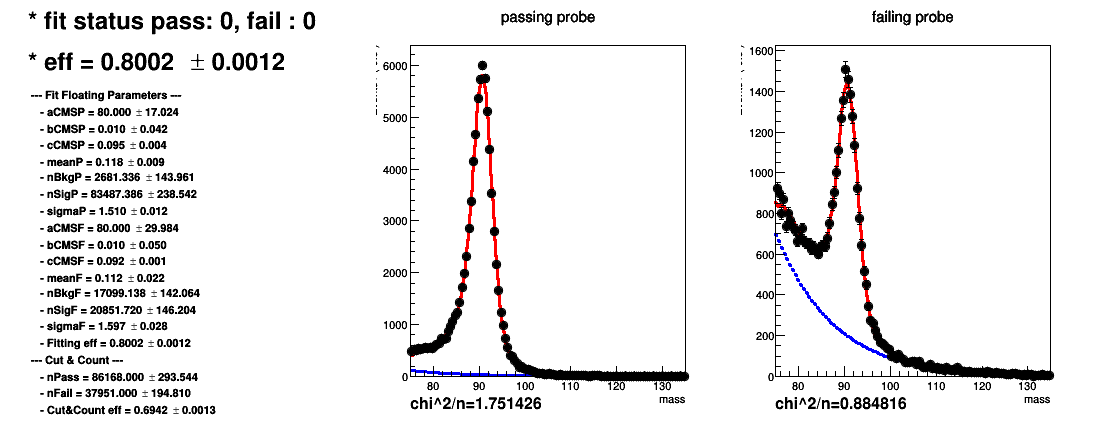 * fit status pass: 0, fail : 0
* eff = 0.8002 ± 0.0012
--- Fit Floating Parameters ---
- aCMSP = 80.000 ± 17.024
- bCMSP = 0.010 ± 0.042
- cCMSP = 0.095 ± 0.004
- meanP = 0.118 ± 0.009
- nBkgP = 2681.336 ± 143.961
- nSigP = 83487.386 ± 238.542
- sigmaP = 1.510 ± 0.012
- aCMSF = 80.000 ± 29.984
- bCMSF = 0.010 ± 0.050
- cCMSF = 0.092 ± 0.001
- meanF = 0.112 ± 0.022
- nBkgF = 17099.138 ± 142.064
- nSigF = 20851.720 ± 146.204
- sigmaF = 1.597 ± 0.028
- Fitting eff = 0.8002 ± 0.0012
--- Cut & Count ---
- nPass = 86168.000 ± 293.544
- nFail = 37951.000 ± 194.810
- Cut&Count eff = 0.6942 ± 0.0013
passing probe
6000
5000
4000
3000
2000
1000
0
80 90 100 110 120 130
mass
chi^2/n=1.751426
failing probe
1600
1400
1200
1000
800
600
400
200
0
80 90 100 110 120 130
mass
chi^2/n=0.884816